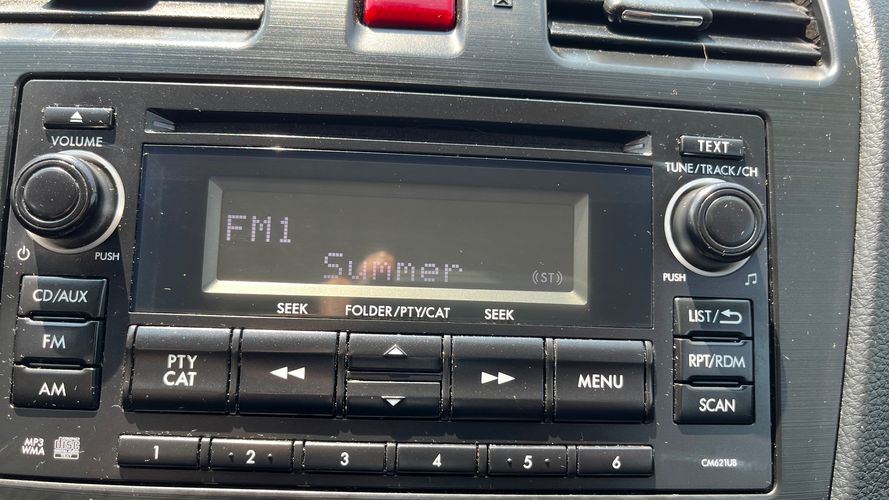 VOLUME
TEXT
TUNE/TRACK/CH
FM1
Summer
(ST)
PUSH
PUSH
SEEK
FOLDER/PTY/CAT
SEEK
CD/AUX
FM
AM
PTY
CAT
MENU
LIST/
RPT/RDM
SCAN
MP3
WMA
disc
1
2
3
4
5
6
CM621UB